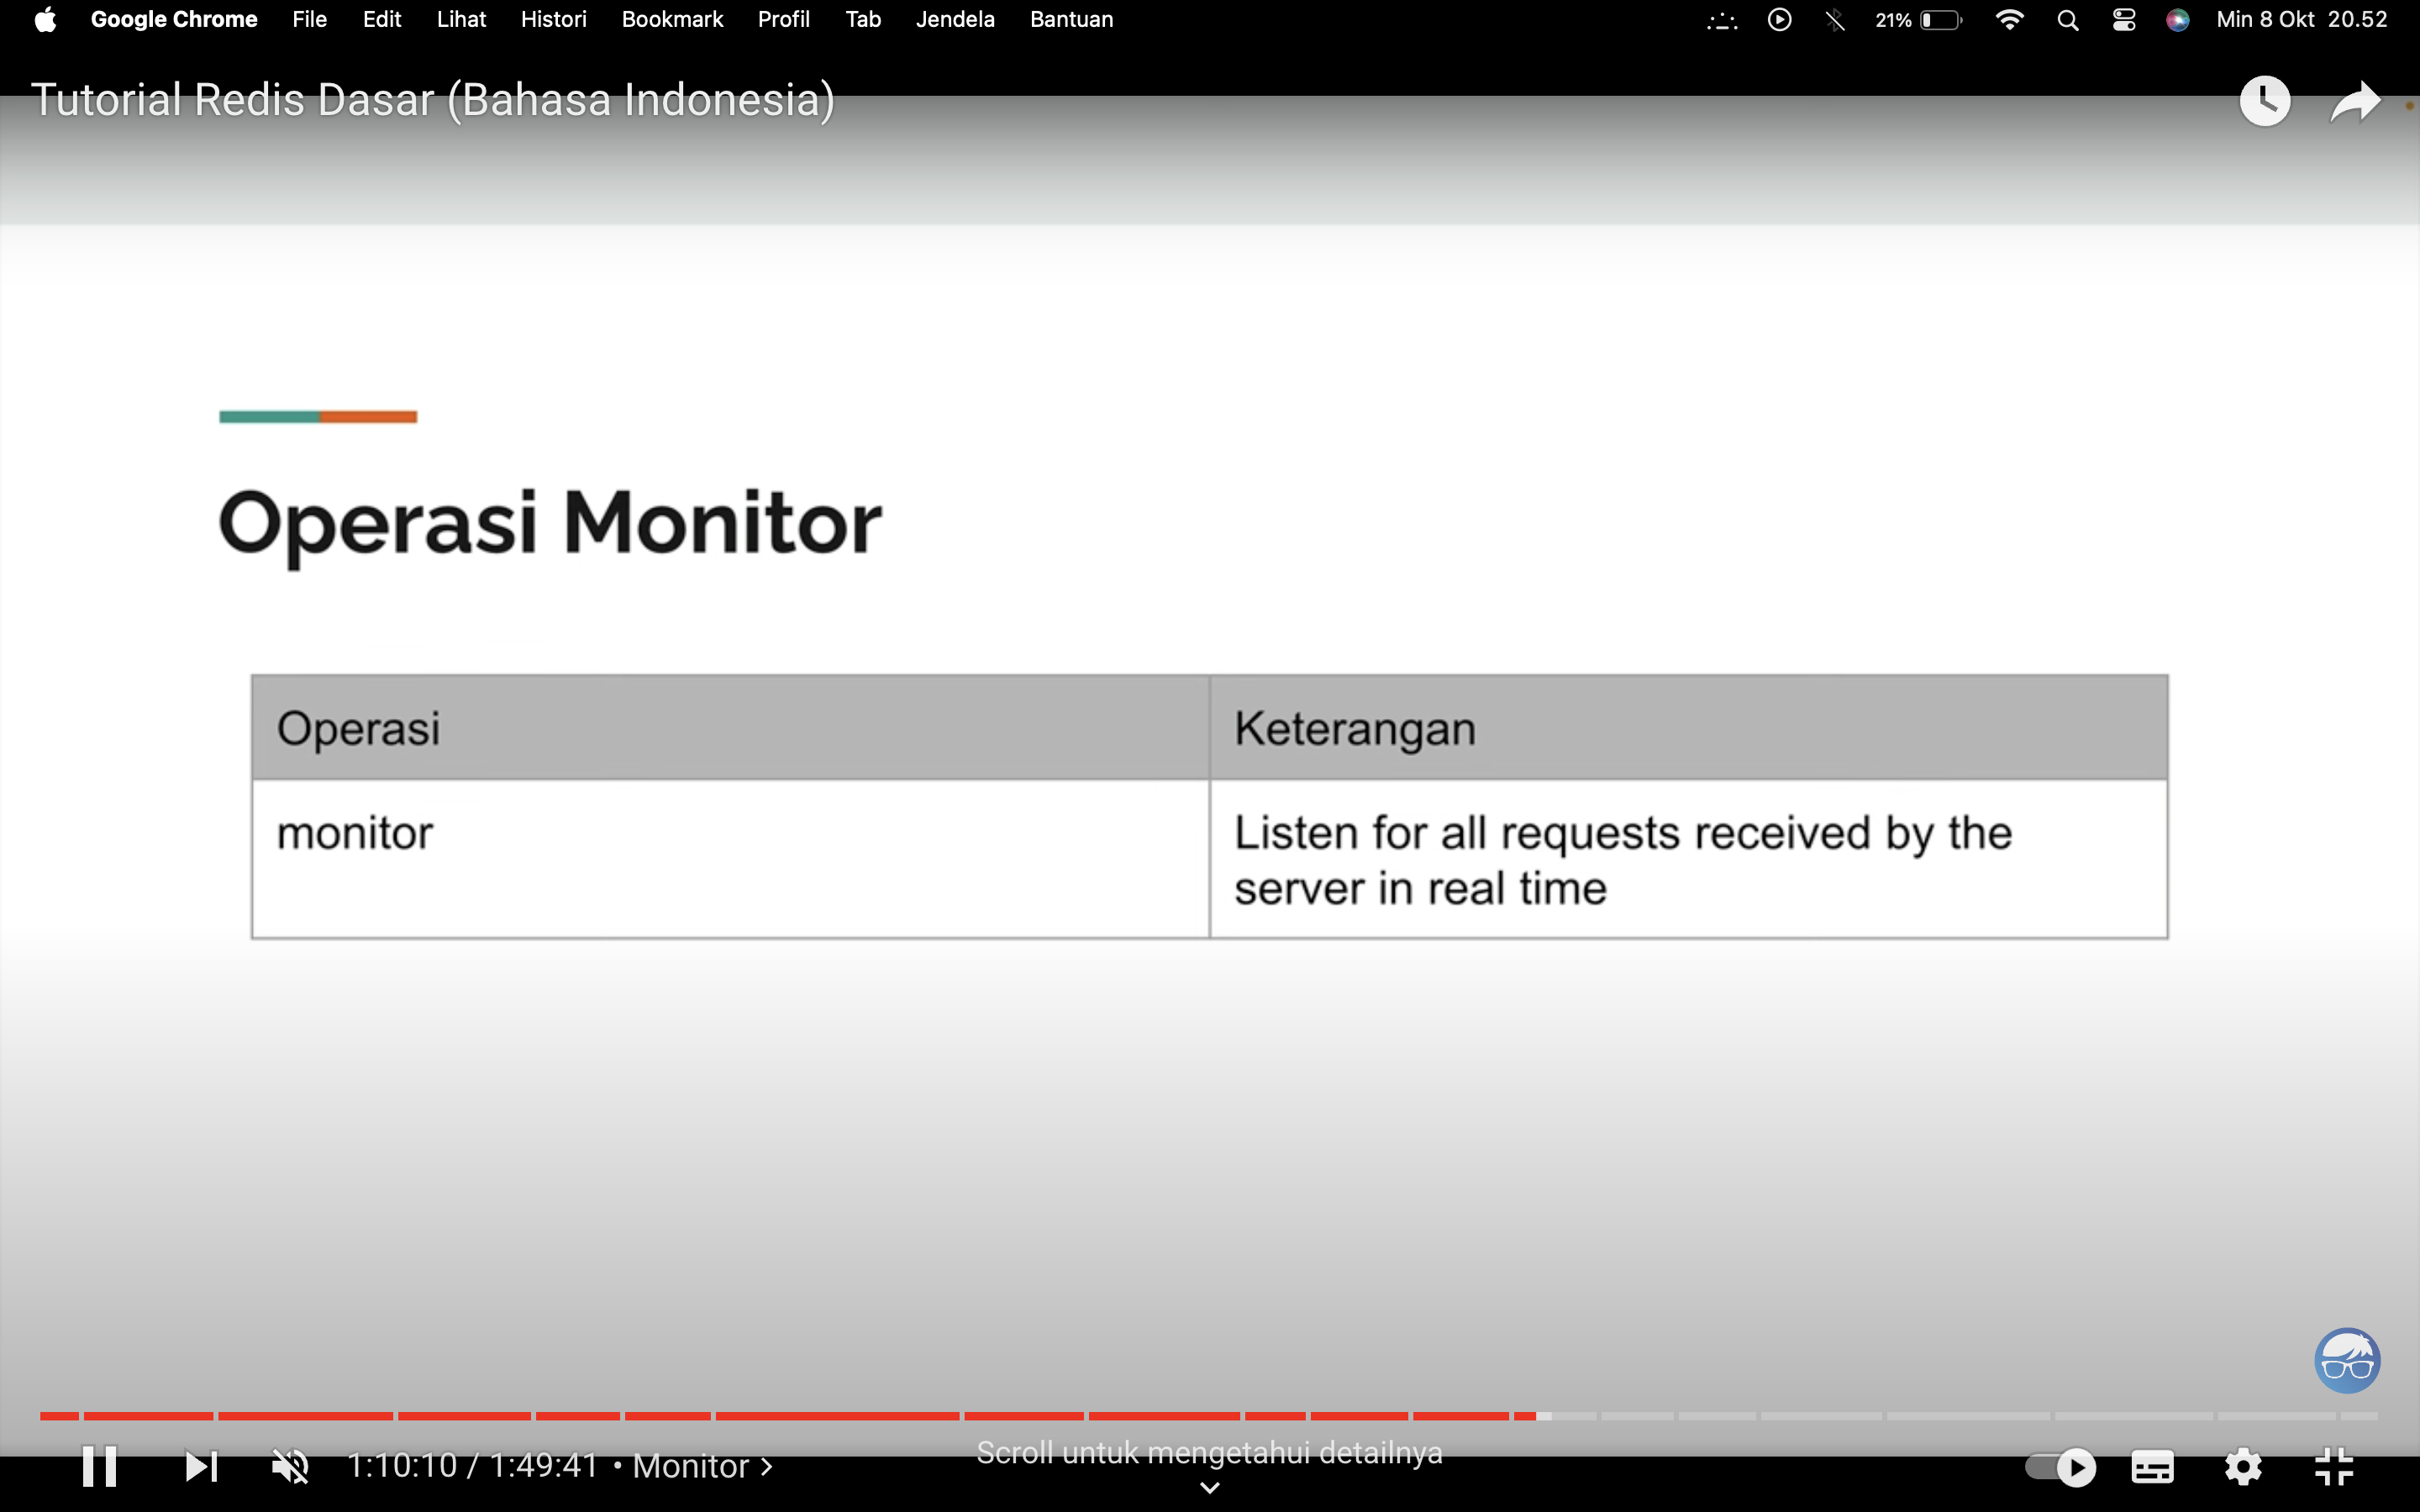 Google Chrome File Edit Lihat Histori Bookmark Profil Tab Jendela Bantuan 21% Min 8 Okt 20.52
Tutorial Redis Dasar (Bahasa Indonesia)
Operasi Monitor
Operasi Keterangan
monitor Listen for all requests received by the
server in real time
Scroll untuk mengetahui detailnya
1:10:10 / 1:49:41 • Monitor >